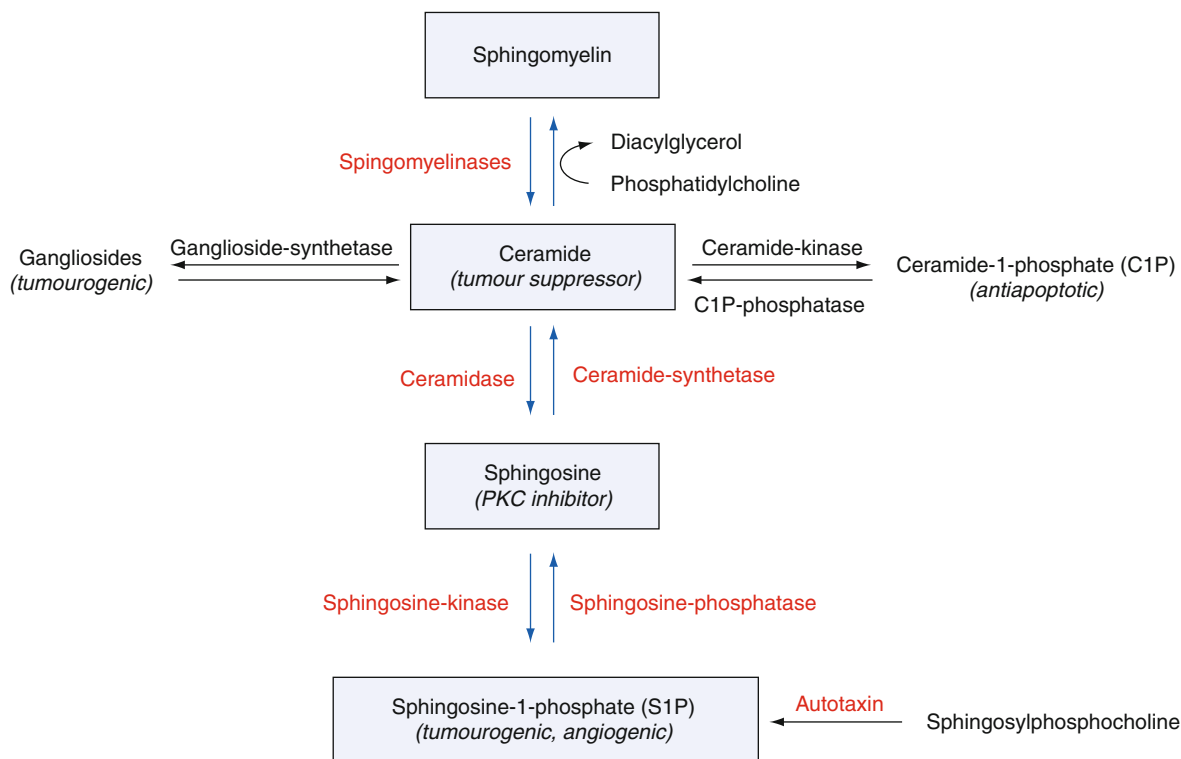 Sphingomyelin
Spingomyelinases
Diacylglycerol
Phosphatidylcholine
Gangliosides
(tumourogenic)
Ganglioside-synthetase
Ceramide
(tumour suppressor)
Ceramide-kinase
C1P-phosphatase
Ceramide-1-phosphate (C1P)
(antiapoptotic)
Ceramidase
Ceramide-synthetase
Sphingosine
(PKC inhibitor)
Sphingosine-kinase
Sphingosine-phosphatase
Sphingosine-1-phosphate (S1P)
(tumourogenic, angiogenic)
Autotaxin
Sphingosylphosphocholine